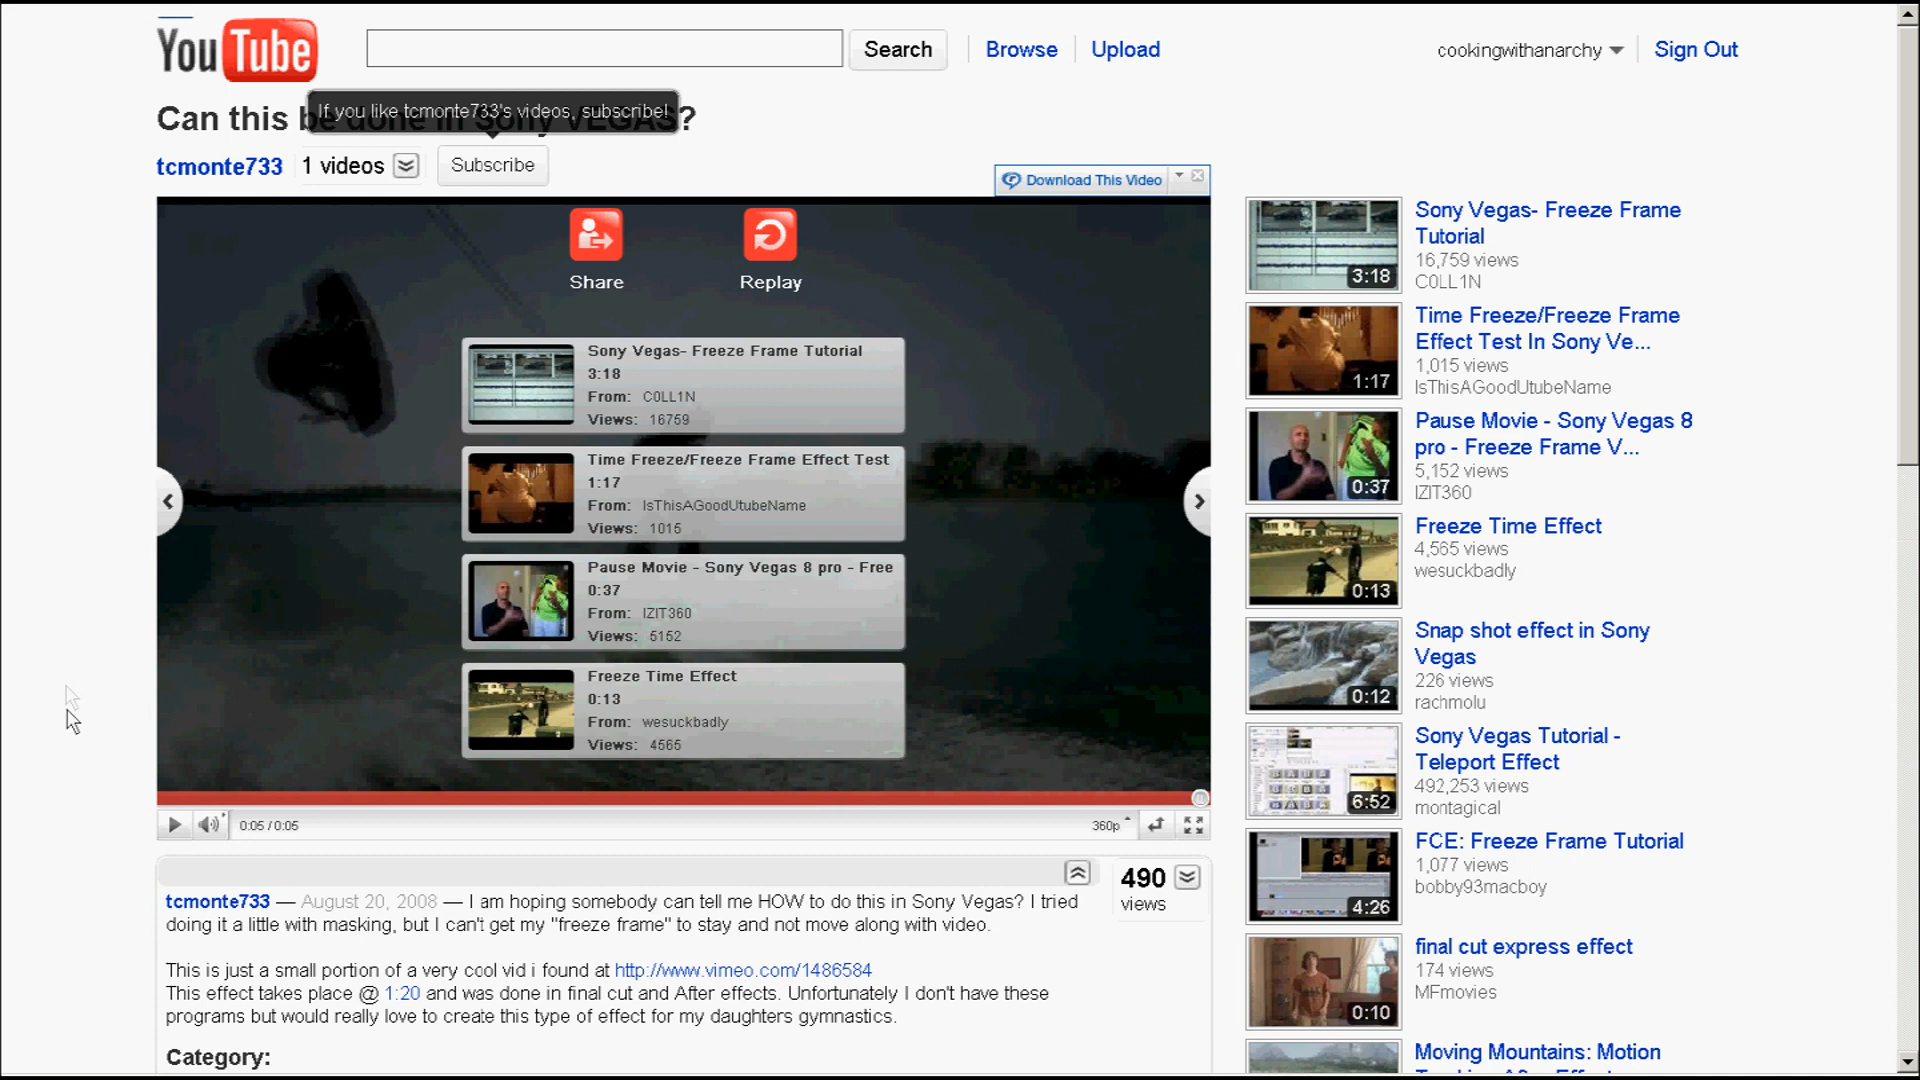 YouTube
Search
Browse
Upload
cookingwithanarchy
Sign Out
Can this be done in Sony VEGAS?
If you like tcmonte733's videos, subscribe!
tcmonte733
1 videos
Subscribe
Download This Video
Share
Replay
Sony Vegas- Freeze Frame Tutorial
3:18
From: C0LL1N
Views: 16759
Time Freeze/Freeze Frame Effect Test
1:17
From: IsThisAGoodUtubeName
Views: 1015
Pause Movie - Sony Vegas 8 pro - Free
0:37
From: IZIT360
Views: 5152
Freeze Time Effect
0:13
From: wesuckbadly
Views: 4565
0:05 / 0:05
360p
490
views
tcmonte733 — August 20, 2008 — I am hoping somebody can tell me HOW to do this in Sony Vegas? I tried
doing it a little with masking, but I can't get my "freeze frame" to stay and not move along with video.
This is just a small portion of a very cool vid i found at http://www.vimeo.com/1486584
This effect takes place @ 1:20 and was done in final cut and After effects. Unfortunately I don't have these
programs but would really love to create this type of effect for my daughters gymnastics.
Category:
3:18
Sony Vegas- Freeze Frame
Tutorial
16,759 views
C0LL1N
1:17
Time Freeze/Freeze Frame
Effect Test In Sony Ve...
1,015 views
IsThisAGoodUtubeName
0:37
Pause Movie - Sony Vegas 8
pro - Freeze Frame V...
5,152 views
IZIT360
0:13
Freeze Time Effect
4,565 views
wesuckbadly
0:12
Snap shot effect in Sony
Vegas
226 views
rachmolu
6:52
Sony Vegas Tutorial -
Teleport Effect
492,253 views
montagical
4:26
FCE: Freeze Frame Tutorial
1,077 views
bobby93macboy
0:10
final cut express effect
174 views
MFmovies
Moving Mountains: Motion